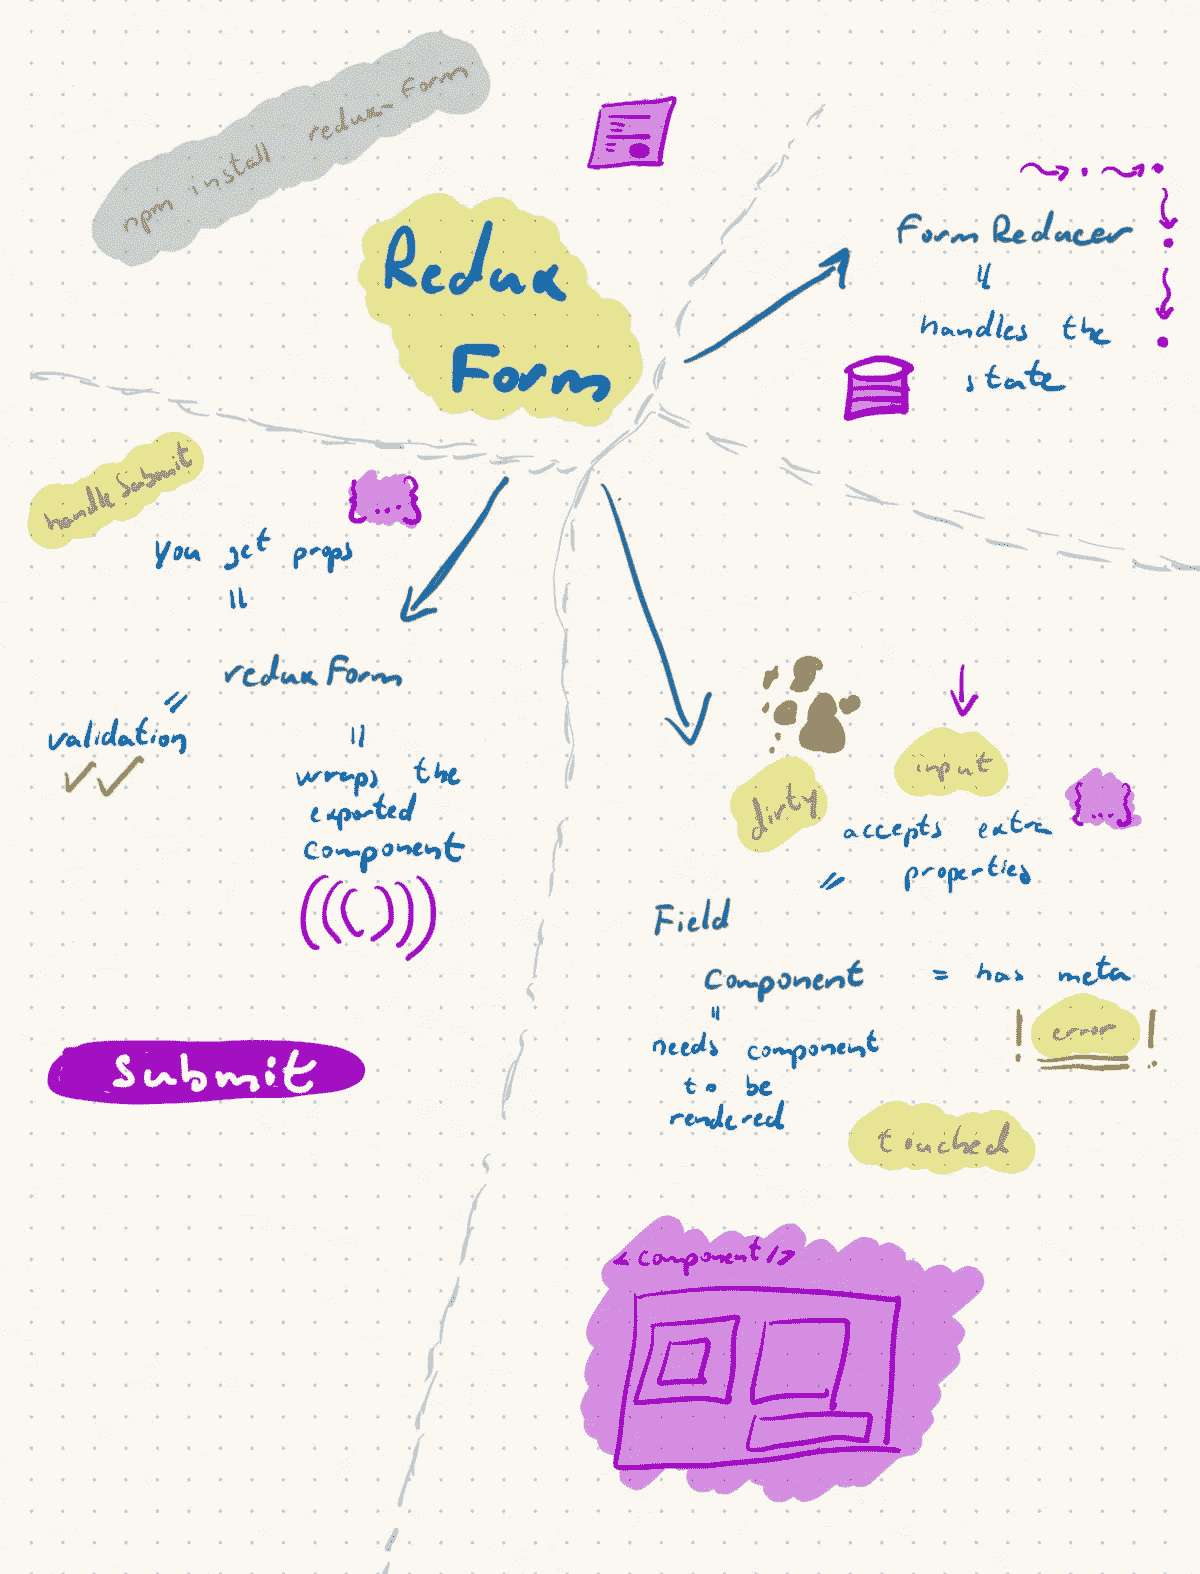 npm install redux-form
Redux
Form
Form Reducer
handles the
state
handleSubmit
{...}
you get props
redux Form
validation
wraps the
exported
component
Submit
dirty
input
{...}
accepts extra
properties
Field
Component = has meta
! error !
needs component
to be
rendered
touched
< component />